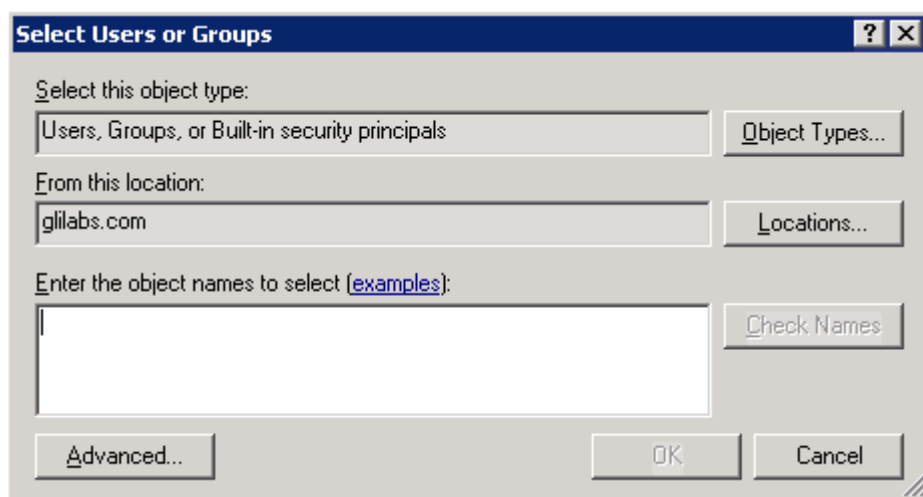 Select Users or Groups
Select this object type:
Users, Groups, or Built-in security principals
Object Types...
From this location:
glilabs.com
Locations...
Enter the object names to select (examples):
Check Names
Advanced...
OK
Cancel